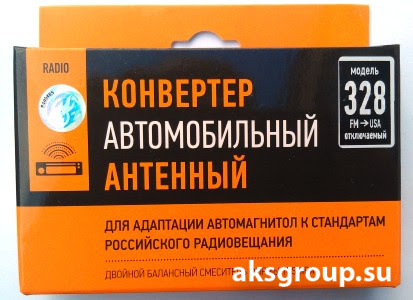 RADIO
КОНВЕРТЕР
АВТОМОБИЛЬНЫЙ
АНТЕННЫЙ
модель
328
FM → USA
отключаемый
ДЛЯ АДАПТАЦИИ АВТОМАГНИТОЛ К СТАНДАРТАМ
РОССИЙСКОГО РАДИОВЕЩАНИЯ
ДВОЙНОЙ БАЛАНСНЫЙ
aksgroup.su